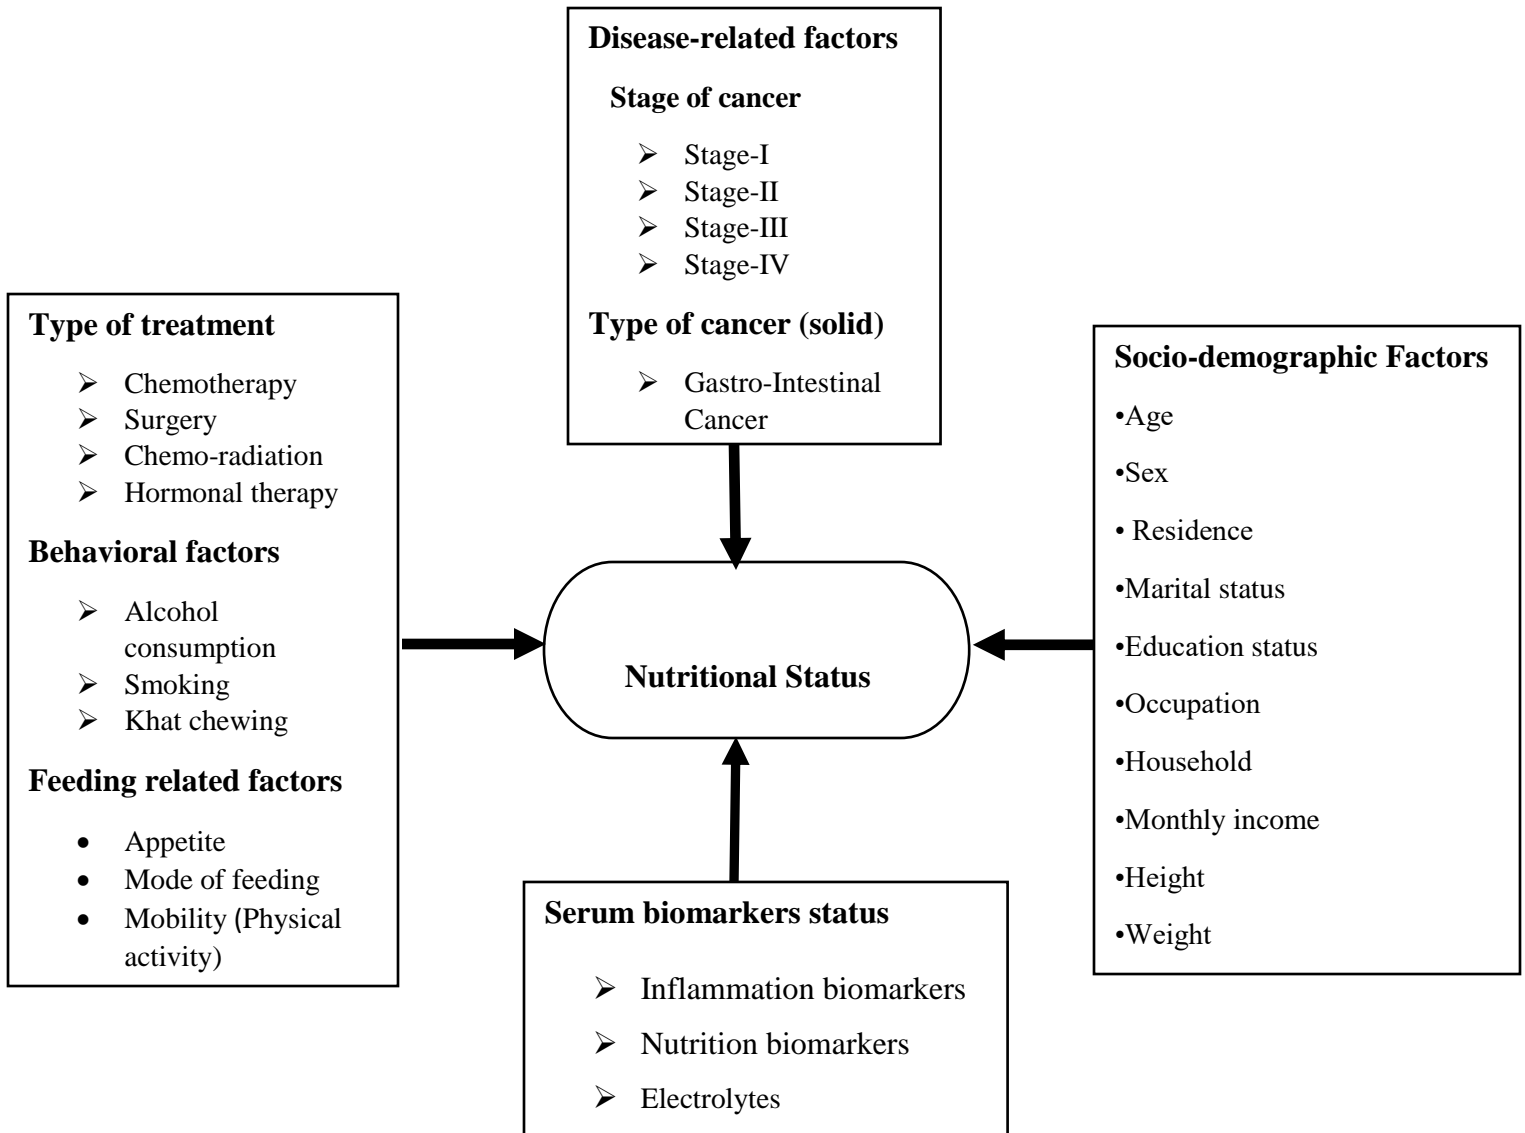 Disease-related factors
Stage of cancer
➢ Stage-I
➢ Stage-II
➢ Stage-III
➢ Stage-IV
Type of cancer (solid)
➢ Gastro-Intestinal
Cancer
Type of treatment
➢ Chemotherapy
➢ Surgery
➢ Chemo-radiation
➢ Hormonal therapy
Behavioral factors
➢ Alcohol
consumption
➢ Smoking
➢ Khat chewing
Feeding related factors
• Appetite
• Mode of feeding
• Mobility (Physical
activity)
Nutritional Status
Socio-demographic Factors
•Age
•Sex
• Residence
•Marital status
•Education status
•Occupation
•Household
•Monthly income
•Height
•Weight
Serum biomarkers status
➢ Inflammation biomarkers
➢ Nutrition biomarkers
➢ Electrolytes